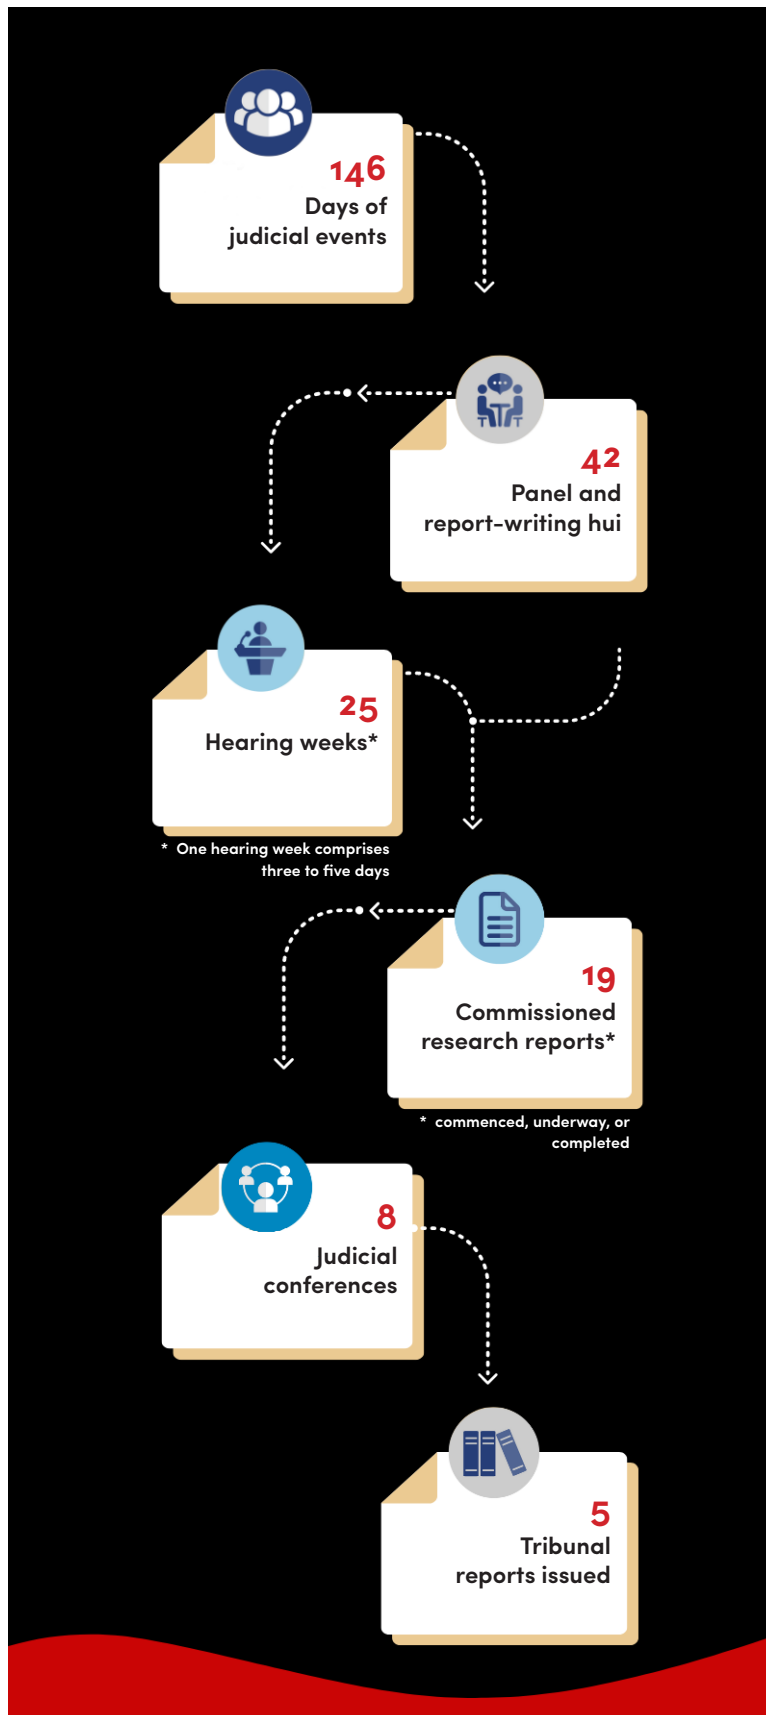 146
Days of
judicial events
42
Panel and
report-writing hui
25
Hearing weeks*
* One hearing week comprises
three to five days
19
Commissioned
research reports*
* commenced, underway, or
completed
8
Judicial
conferences
5
Tribunal
reports issued